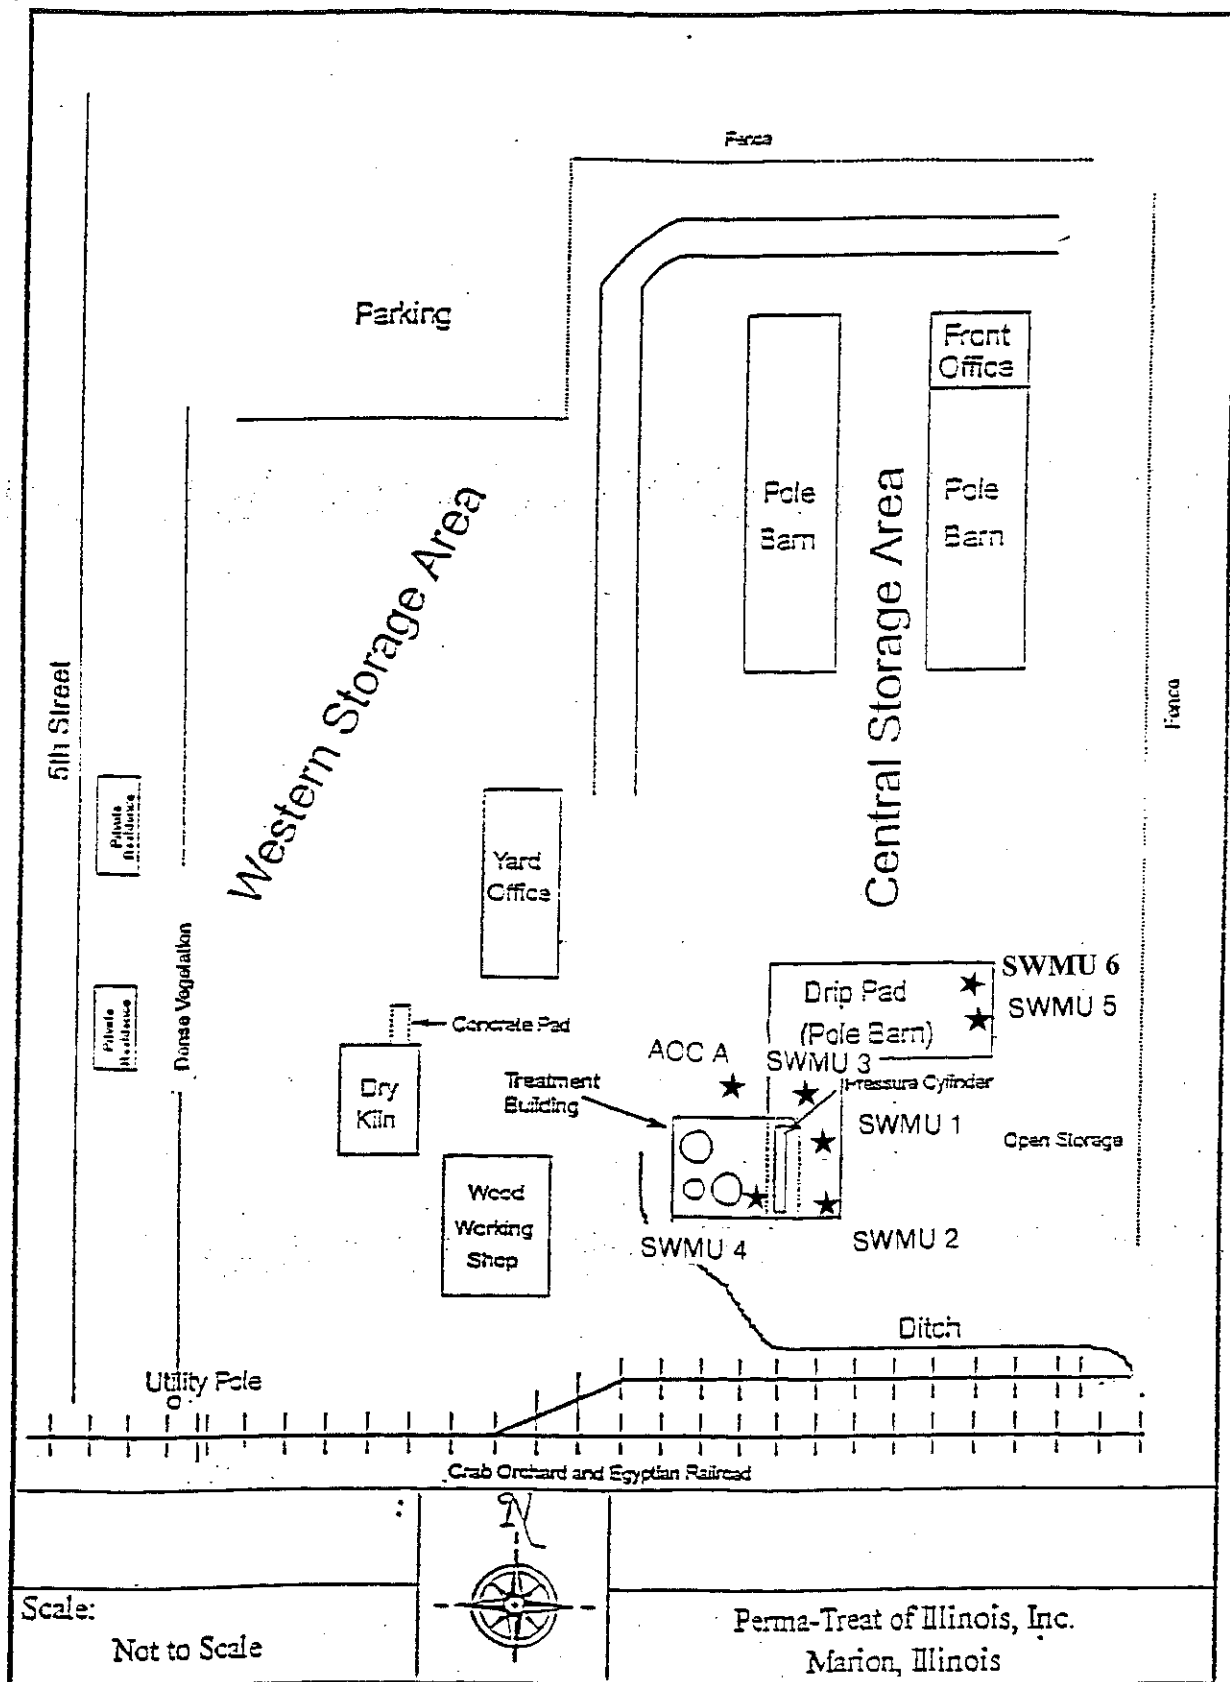 Fence
Parking
Front
Office
Pole
Barn
Pole
Barn
Western Storage Area
Central Storage Area
5th Street
Fence
Private
Residence
Yard
Office
Dense Vegetation
Private
Residence
Concrete Pad
SWMU 6
Drip Pad
SWMU 5
(Pole Barn)
AOC A
SWMU 3
Treatment
Building
Pressure Cylinder
Dry
Kiln
SWMU 1
Open Storage
Wood
Working
Shop
SWMU 4
SWMU 2
Ditch
Utility Pole
Crab Orchard and Egyptian Railroad
N
Scale:
Not to Scale
Perma-Treat of Illinois, Inc.
Marion, Illinois